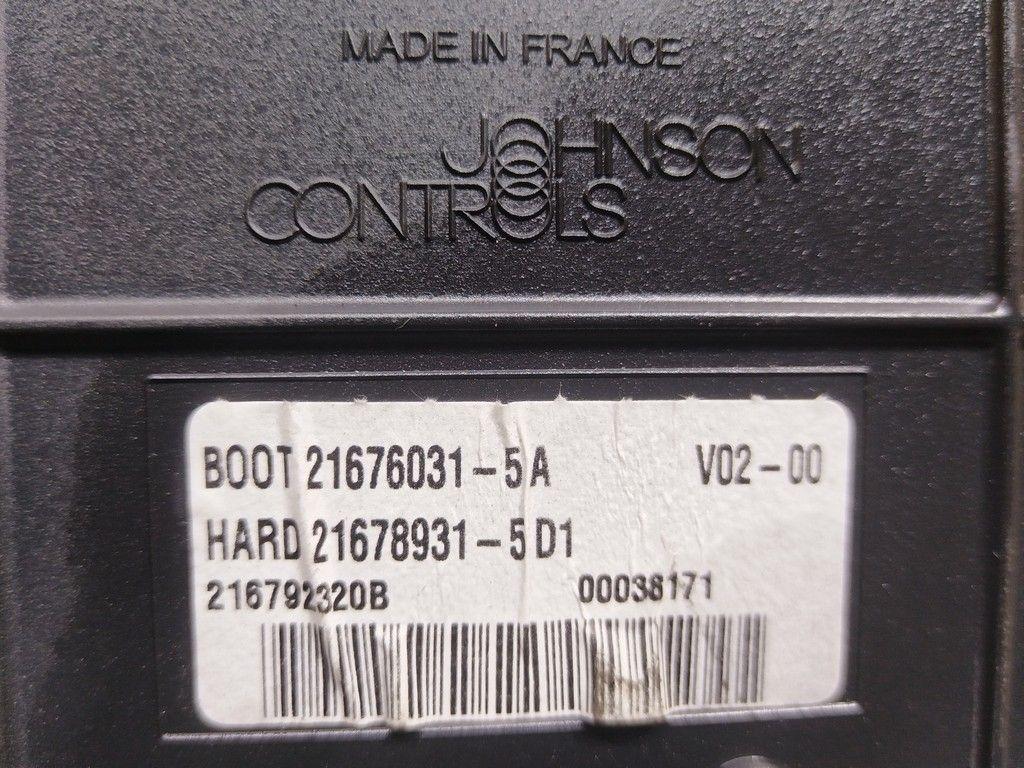 MADE IN FRANCE
JOHNSON
CONTROLS
BOOT 21676031-5A V02-00
HARD 21678931-5D1
216792320B 00038171